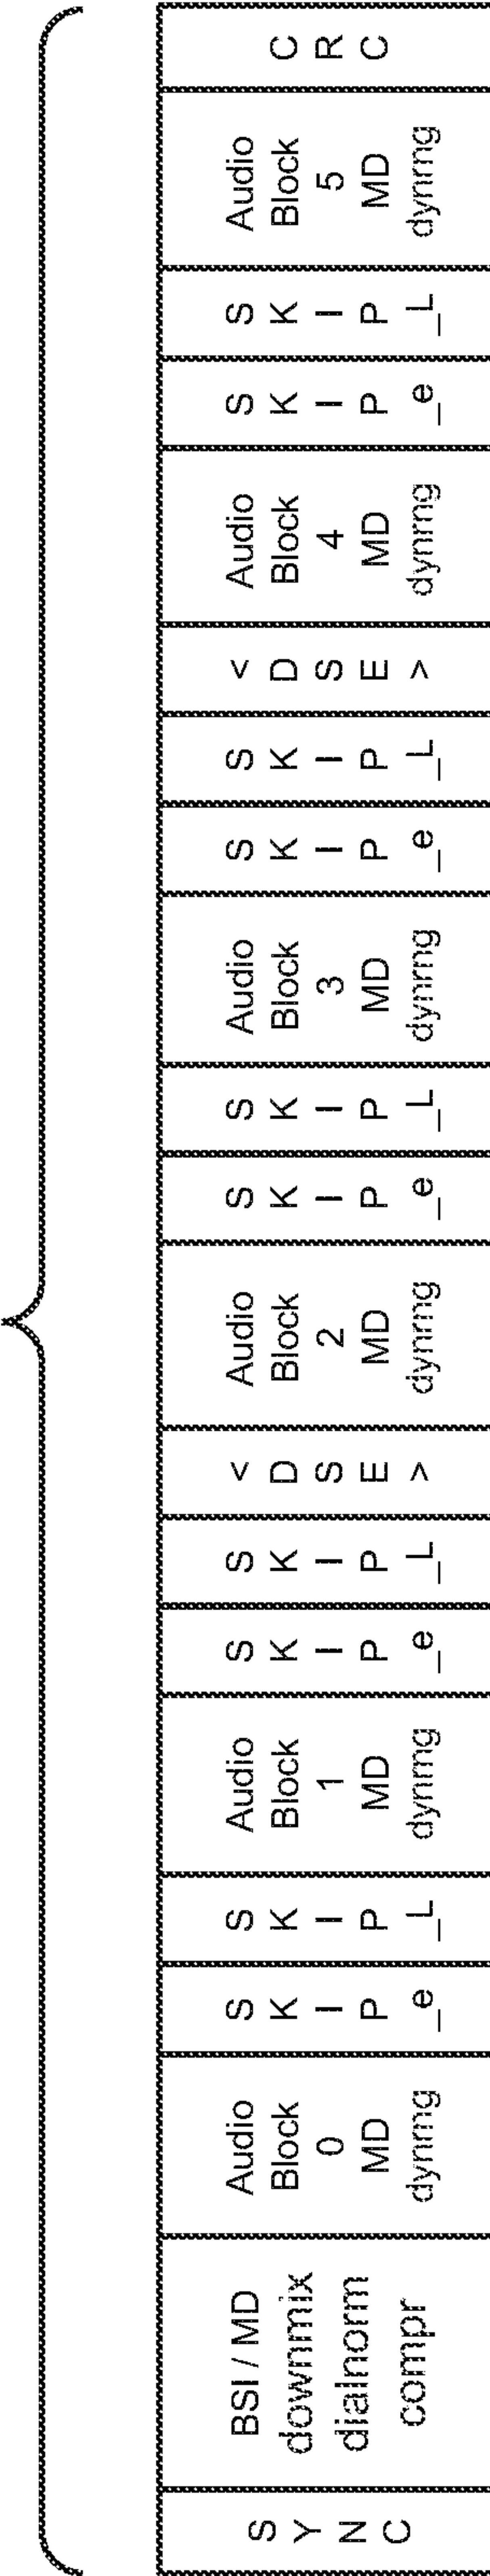 SYNC
BSI / MD
downmix
dialnorm
compr
Audio
Block
0
MD
dynrng
SKIP_e
SKIP_L
Audio
Block
1
MD
dynrng
SKIP_e
SKIP_L
<DSE>
Audio
Block
2
MD
dynrng
SKIP_e
SKIP_L
Audio
Block
3
MD
dynrng
SKIP_e
SKIP_L
<DSE>
Audio
Block
4
MD
dynrng
SKIP_e
SKIP_L
Audio
Block
5
MD
dynrng
CRC